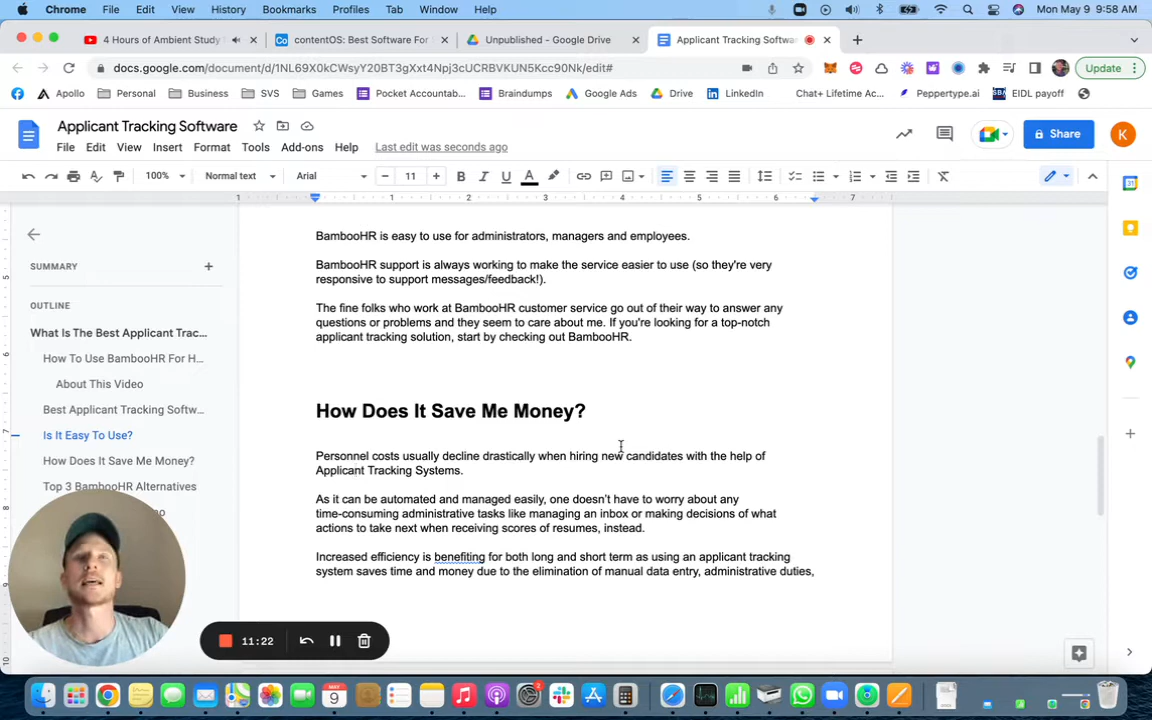 Chrome File Edit View History Bookmarks Profiles Tab Window Help Mon May 9 9:58 AM
4 Hours of Ambient Study contentOS: Best Software For Unpublished - Google Drive Applicant Tracking Softwa
docs.google.com/document/d/1NL69X0kCWsyY20BT3gXxt4Npj3cUCRBVKUN5Kcc90Nk/edit# Update
Apollo Personal Business SVS Games Pocket Accounta... Braindumps Google Ads Drive LinkedIn Chat+ Lifetime Ac... Peppertype.ai EIDL payoff
Applicant Tracking Software
Share K
File Edit View Insert Format Tools Add-ons Help Last edit was seconds ago
100% Normal text Arial 11
1 1 2 3 4 5 6 7
SUMMARY
OUTLINE
What Is The Best Applicant Trac...
How To Use BambooHR For H...
About This Video
Best Applicant Tracking Softw...
Is It Easy To Use?
How Does It Save Me Money?
Top 3 BambooHR Alternatives
BambooHR is easy to use for administrators, managers and employees.
BambooHR support is always working to make the service easier to use (so they're very
responsive to support messages/feedback!).
The fine folks who work at BambooHR customer service go out of their way to answer any
questions or problems and they seem to care about me. If you're looking for a top-notch
applicant tracking solution, start by checking out BambooHR.
How Does It Save Me Money?
Personnel costs usually decline drastically when hiring new candidates with the help of
Applicant Tracking Systems.
As it can be automated and managed easily, one doesn't have to worry about any
time-consuming administrative tasks like managing an inbox or making decisions of what
actions to take next when receiving scores of resumes, instead.
Increased efficiency is benefiting for both long and short term as using an applicant tracking
system saves time and money due to the elimination of manual data entry, administrative duties,
11:22